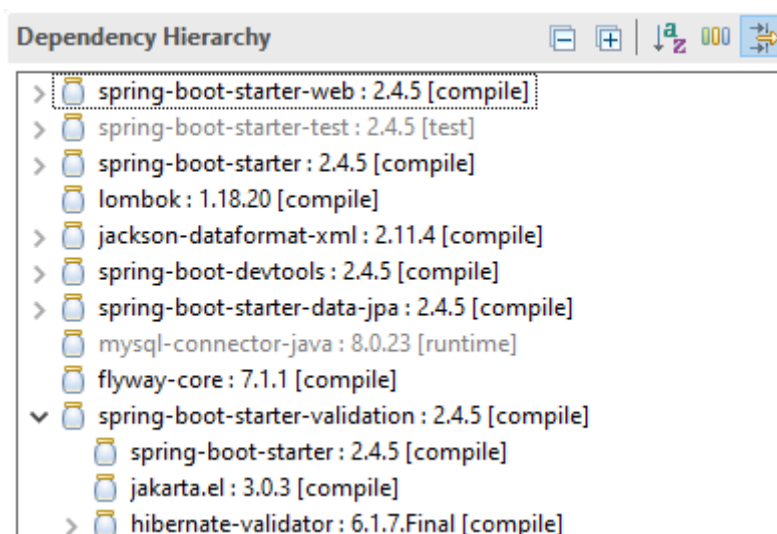 Dependency Hierarchy
spring-boot-starter-web : 2.4.5 [compile]
spring-boot-starter-test : 2.4.5 [test]
spring-boot-starter : 2.4.5 [compile]
lombok : 1.18.20 [compile]
jackson-dataformat-xml : 2.11.4 [compile]
spring-boot-devtools : 2.4.5 [compile]
spring-boot-starter-data-jpa : 2.4.5 [compile]
mysql-connector-java : 8.0.23 [runtime]
flyway-core : 7.1.1 [compile]
spring-boot-starter-validation : 2.4.5 [compile]
spring-boot-starter : 2.4.5 [compile]
jakarta.el : 3.0.3 [compile]
hibernate-validator : 6.1.7.Final [compile]